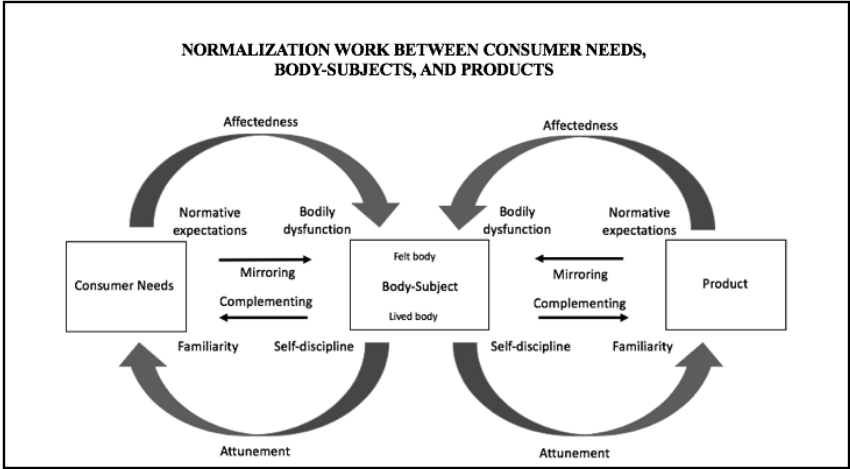 NORMALIZATION WORK BETWEEN CONSUMER NEEDS,
BODY-SUBJECTS, AND PRODUCTS
Affectedness
Affectedness
Normative
expectations
Bodily
dysfunction
Bodily
dysfunction
Normative
expectations
Consumer Needs
Mirroring
Complementing
Felt body
Body-Subject
Lived body
Mirroring
Complementing
Product
Familiarity
Self-discipline
Self-discipline
Familiarity
Attunement
Attunement